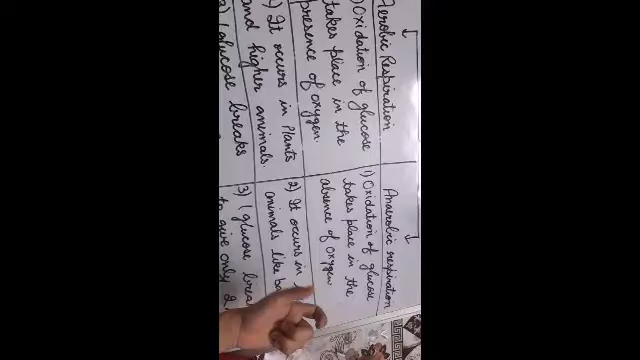 Aerobic Respiration
1) Oxidation of glucose
takes place in the
presence of oxygen.
2) It occurs in Plants
and higher animals.
3) 1 glucose breaks
Anaerobic respiration
1) Oxidation of glucose
takes place in the
absence of oxygen
2) It occurs in
animals like
3) 1 glucose
to give only 2